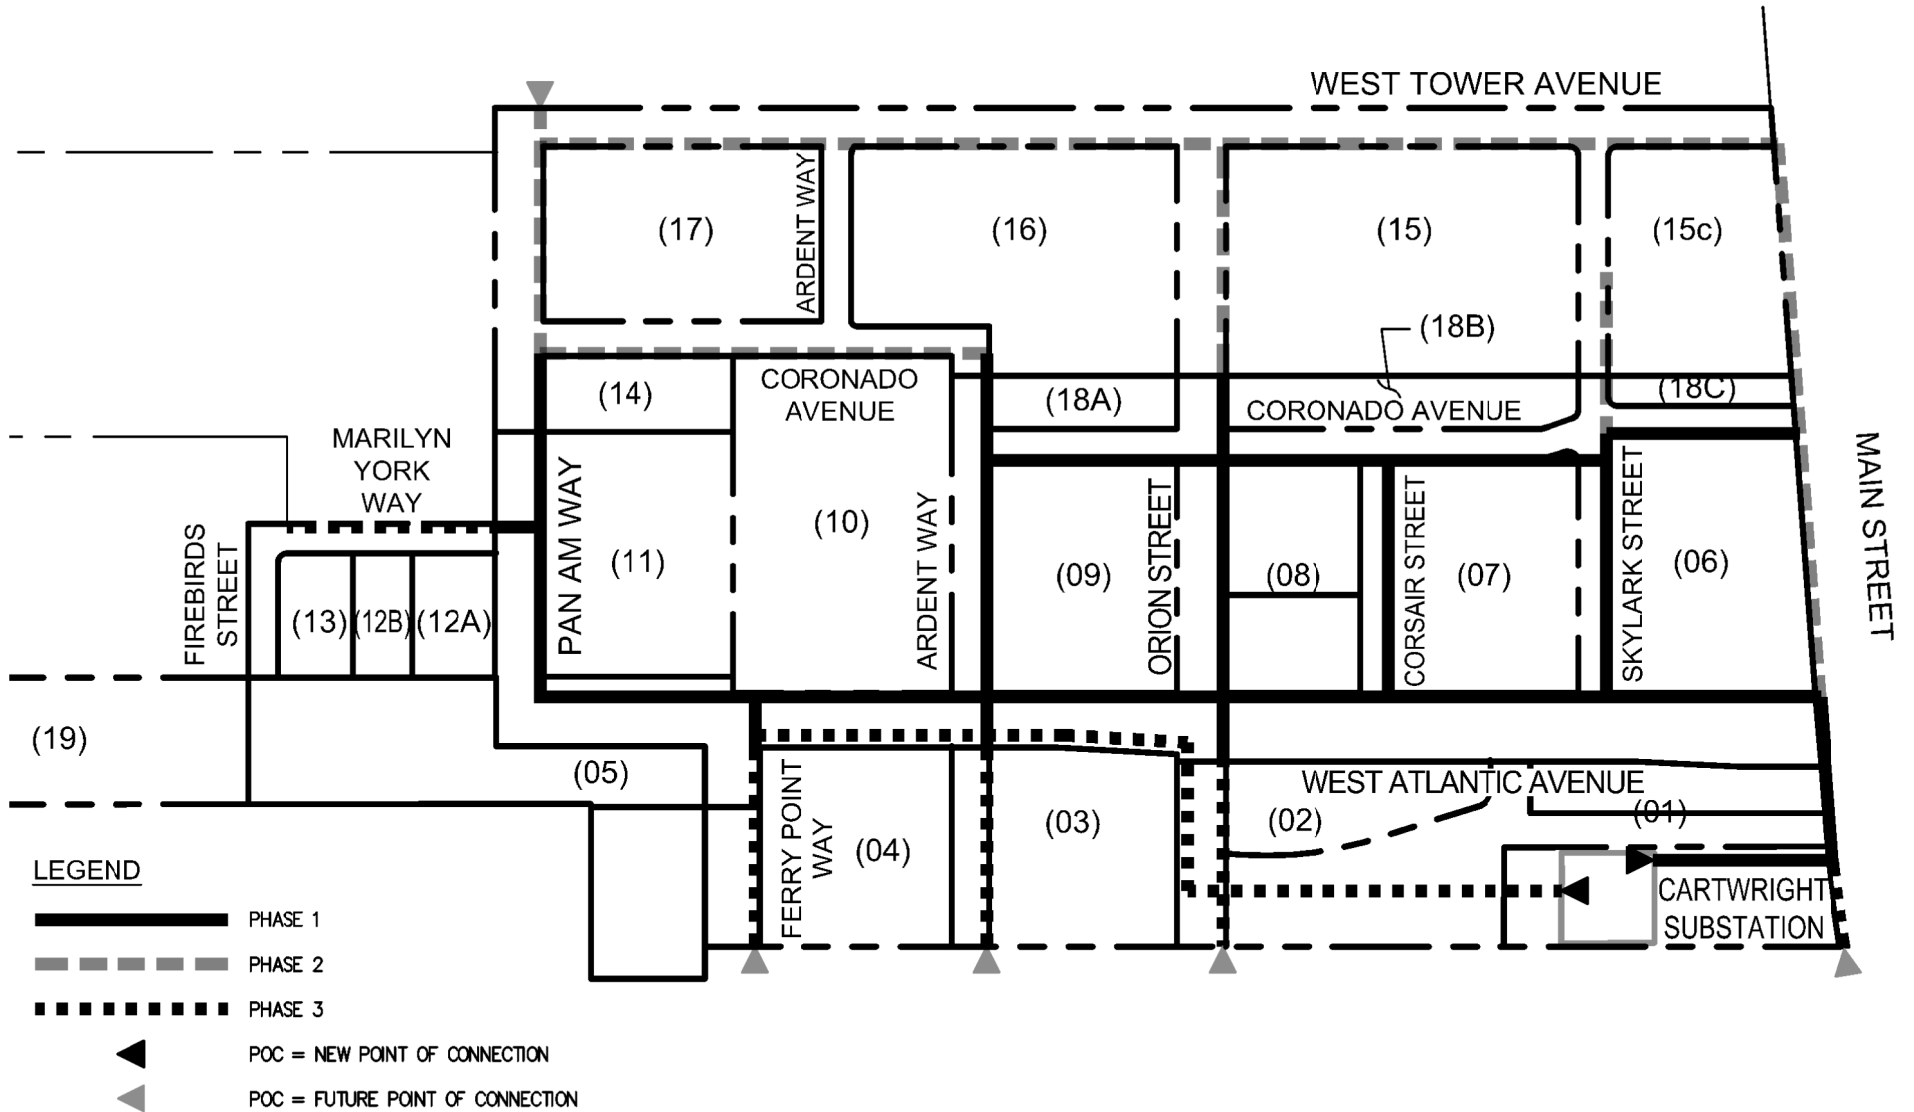 WEST TOWER AVENUE
(17)
ARDENT WAY
(16)
(15)
(15c)
(18B)
(14)
CORONADO
AVENUE
(18A)
CORONADO AVENUE
(18C)
MARILYN
YORK
WAY
FIREBIRDS
STREET
PAN AM WAY
(11)
(10)
ARDENT WAY
(09)
ORION STREET
(08)
CORSAIR STREET
(07)
SKYLARK STREET
(06)
MAIN STREET
(13)
(12B)
(12A)
(19)
(05)
FERRY POINT
WAY
(04)
(03)
(02)
WEST ATLANTIC AVENUE
(01)
CARTWRIGHT
SUBSTATION
LEGEND
PHASE 1
PHASE 2
PHASE 3
POC = NEW POINT OF CONNECTION
POC = FUTURE POINT OF CONNECTION